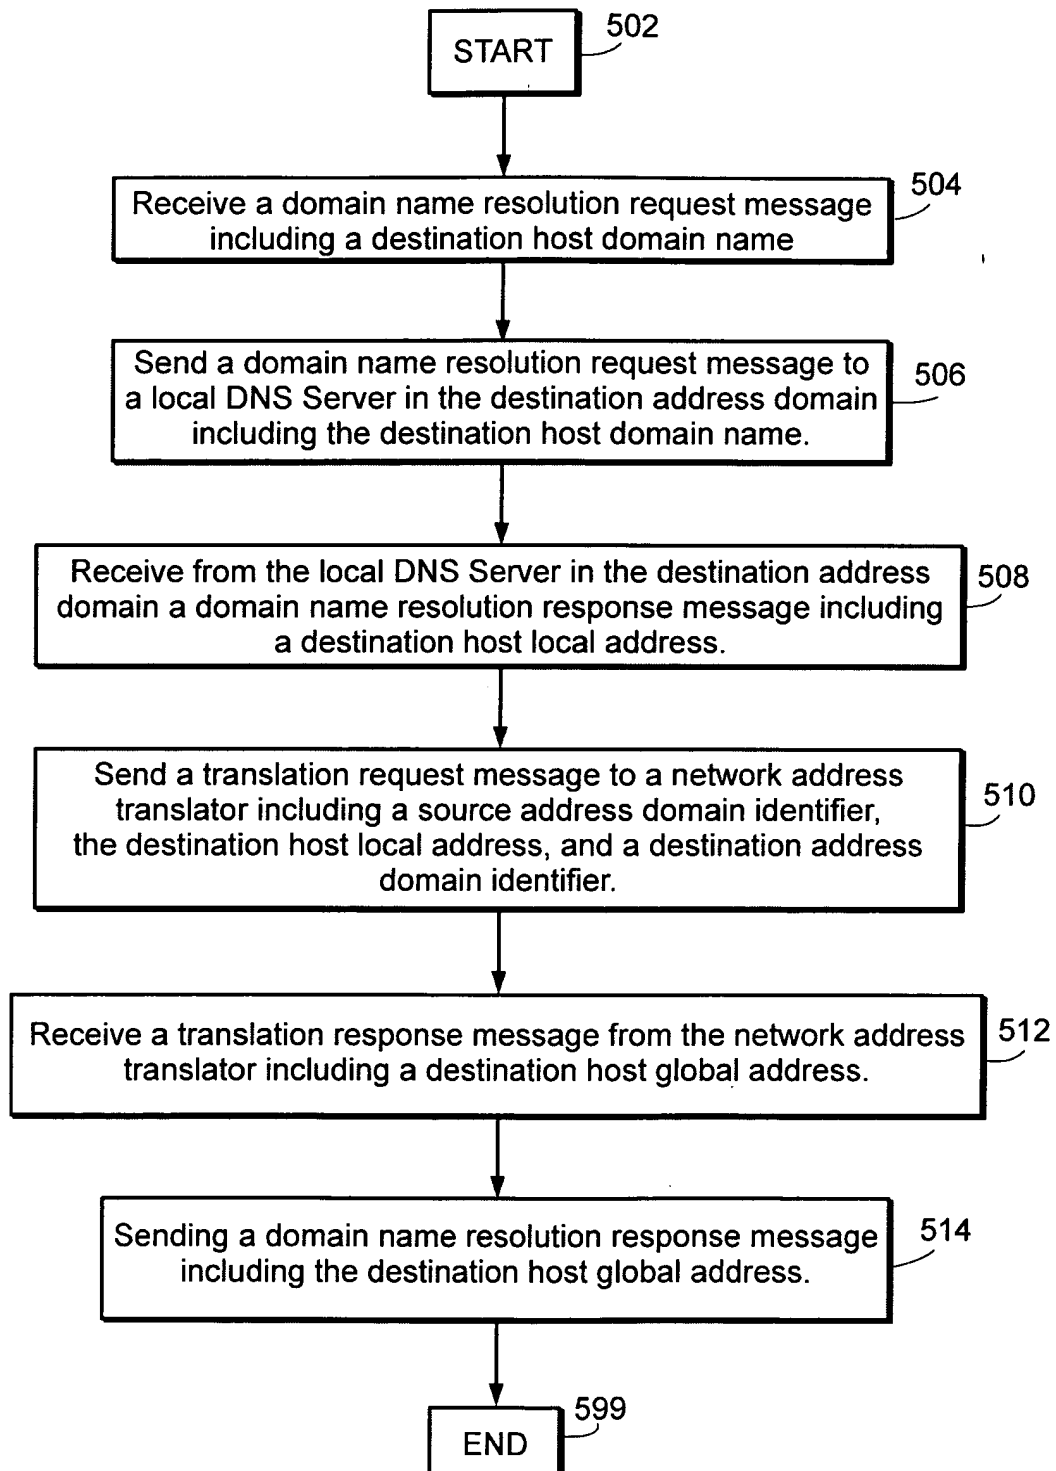 START
502
Receive a domain name resolution request message
including a destination host domain name
504
Send a domain name resolution request message to
a local DNS Server in the destination address domain
including the destination host domain name.
506
Receive from the local DNS Server in the destination address
domain a domain name resolution response message including
a destination host local address.
508
Send a translation request message to a network address
translator including a source address domain identifier,
the destination host local address, and a destination address
domain identifier.
510
Receive a translation response message from the network address
translator including a destination host global address.
512
Sending a domain name resolution response message
including the destination host global address.
514
END
599